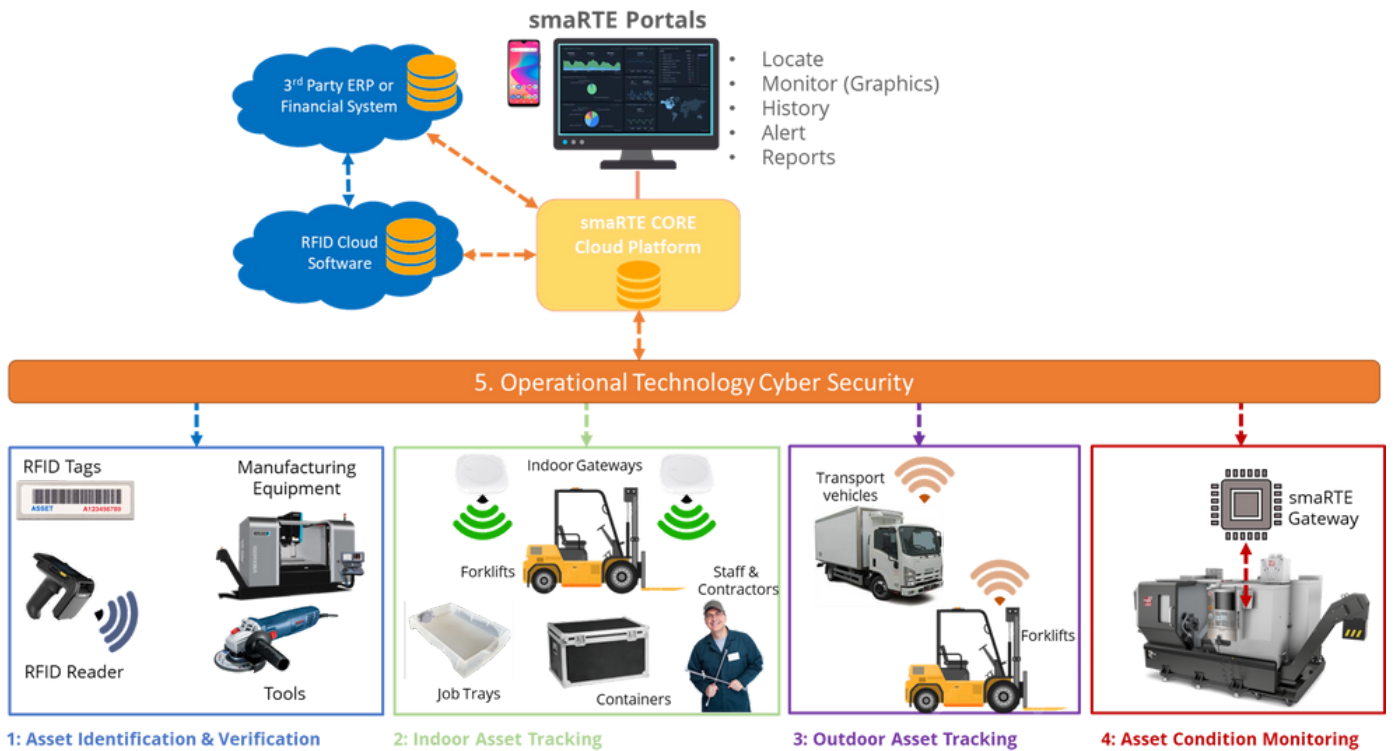 smaRTE Portals
• Locate
• Monitor (Graphics)
• History
• Alert
• Reports
3rd Party ERP or
Financial System
RFID Cloud
Software
smaRTE CORE
Cloud Platform
5. Operational Technology Cyber Security
RFID Tags
ASSET A123456789
Manufacturing
Equipment
RFID Reader
Tools
Indoor Gateways
Forklifts
Staff &
Contractors
Job Trays
Containers
Transport
vehicles
Forklifts
smaRTE
Gateway
1: Asset Identification & Verification
2: Indoor Asset Tracking
3: Outdoor Asset Tracking
4: Asset Condition Monitoring